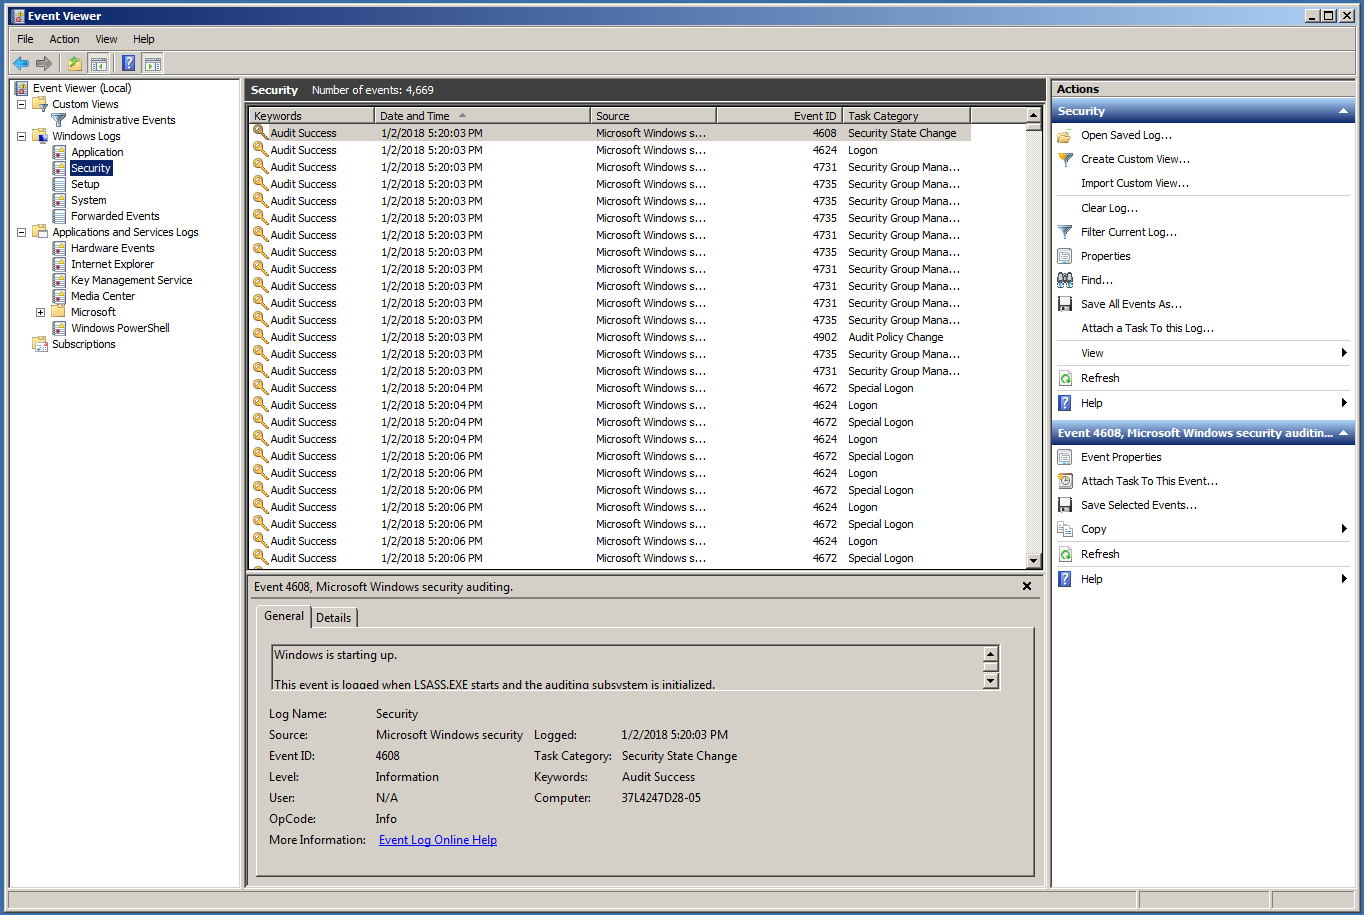 Event Viewer
File Action View Help
Event Viewer (Local)
Custom Views
Administrative Events
Windows Logs
Application
Security
Setup
System
Forwarded Events
Applications and Services Logs
Hardware Events
Internet Explorer
Key Management Service
Media Center
Microsoft
Windows PowerShell
Subscriptions
Security Number of events: 4,669
Keywords Date and Time Source Event ID Task Category
Audit Success 1/2/2018 5:20:03 PM Microsoft Windows s... 4608 Security State Change
Audit Success 1/2/2018 5:20:03 PM Microsoft Windows s... 4624 Logon
Audit Success 1/2/2018 5:20:03 PM Microsoft Windows s... 4731 Security Group Mana...
Audit Success 1/2/2018 5:20:03 PM Microsoft Windows s... 4735 Security Group Mana...
Audit Success 1/2/2018 5:20:03 PM Microsoft Windows s... 4735 Security Group Mana...
Audit Success 1/2/2018 5:20:03 PM Microsoft Windows s... 4735 Security Group Mana...
Audit Success 1/2/2018 5:20:03 PM Microsoft Windows s... 4731 Security Group Mana...
Audit Success 1/2/2018 5:20:03 PM Microsoft Windows s... 4735 Security Group Mana...
Audit Success 1/2/2018 5:20:03 PM Microsoft Windows s... 4731 Security Group Mana...
Audit Success 1/2/2018 5:20:03 PM Microsoft Windows s... 4731 Security Group Mana...
Audit Success 1/2/2018 5:20:03 PM Microsoft Windows s... 4731 Security Group Mana...
Audit Success 1/2/2018 5:20:03 PM Microsoft Windows s... 4735 Security Group Mana...
Audit Success 1/2/2018 5:20:03 PM Microsoft Windows s... 4902 Audit Policy Change
Audit Success 1/2/2018 5:20:03 PM Microsoft Windows s... 4735 Security Group Mana...
Audit Success 1/2/2018 5:20:03 PM Microsoft Windows s... 4731 Security Group Mana...
Audit Success 1/2/2018 5:20:04 PM Microsoft Windows s... 4672 Special Logon
Audit Success 1/2/2018 5:20:04 PM Microsoft Windows s... 4624 Logon
Audit Success 1/2/2018 5:20:04 PM Microsoft Windows s... 4672 Special Logon
Audit Success 1/2/2018 5:20:04 PM Microsoft Windows s... 4624 Logon
Audit Success 1/2/2018 5:20:06 PM Microsoft Windows s... 4672 Special Logon
Audit Success 1/2/2018 5:20:06 PM Microsoft Windows s... 4624 Logon
Audit Success 1/2/2018 5:20:06 PM Microsoft Windows s... 4672 Special Logon
Audit Success 1/2/2018 5:20:06 PM Microsoft Windows s... 4624 Logon
Audit Success 1/2/2018 5:20:06 PM Microsoft Windows s... 4672 Special Logon
Audit Success 1/2/2018 5:20:06 PM Microsoft Windows s... 4624 Logon
Audit Success 1/2/2018 5:20:06 PM Microsoft Windows s... 4672 Special Logon
Event 4608, Microsoft Windows security auditing.
General Details
Windows is starting up.
This event is logged when LSASS.EXE starts and the auditing subsystem is initialized.
Log Name: Security
Source: Microsoft Windows security Logged: 1/2/2018 5:20:03 PM
Event ID: 4608 Task Category: Security State Change
Level: Information Keywords: Audit Success
User: N/A Computer: 37L4247D28-05
OpCode: Info
More Information: Event Log Online Help
Actions
Security
Open Saved Log...
Create Custom View...
Import Custom View...
Clear Log...
Filter Current Log...
Properties
Find...
Save All Events As...
Attach a Task To this Log...
View
Refresh
Help
Event 4608, Microsoft Windows security auditin...
Event Properties
Attach Task To This Event...
Save Selected Events...
Copy
Refresh
Help